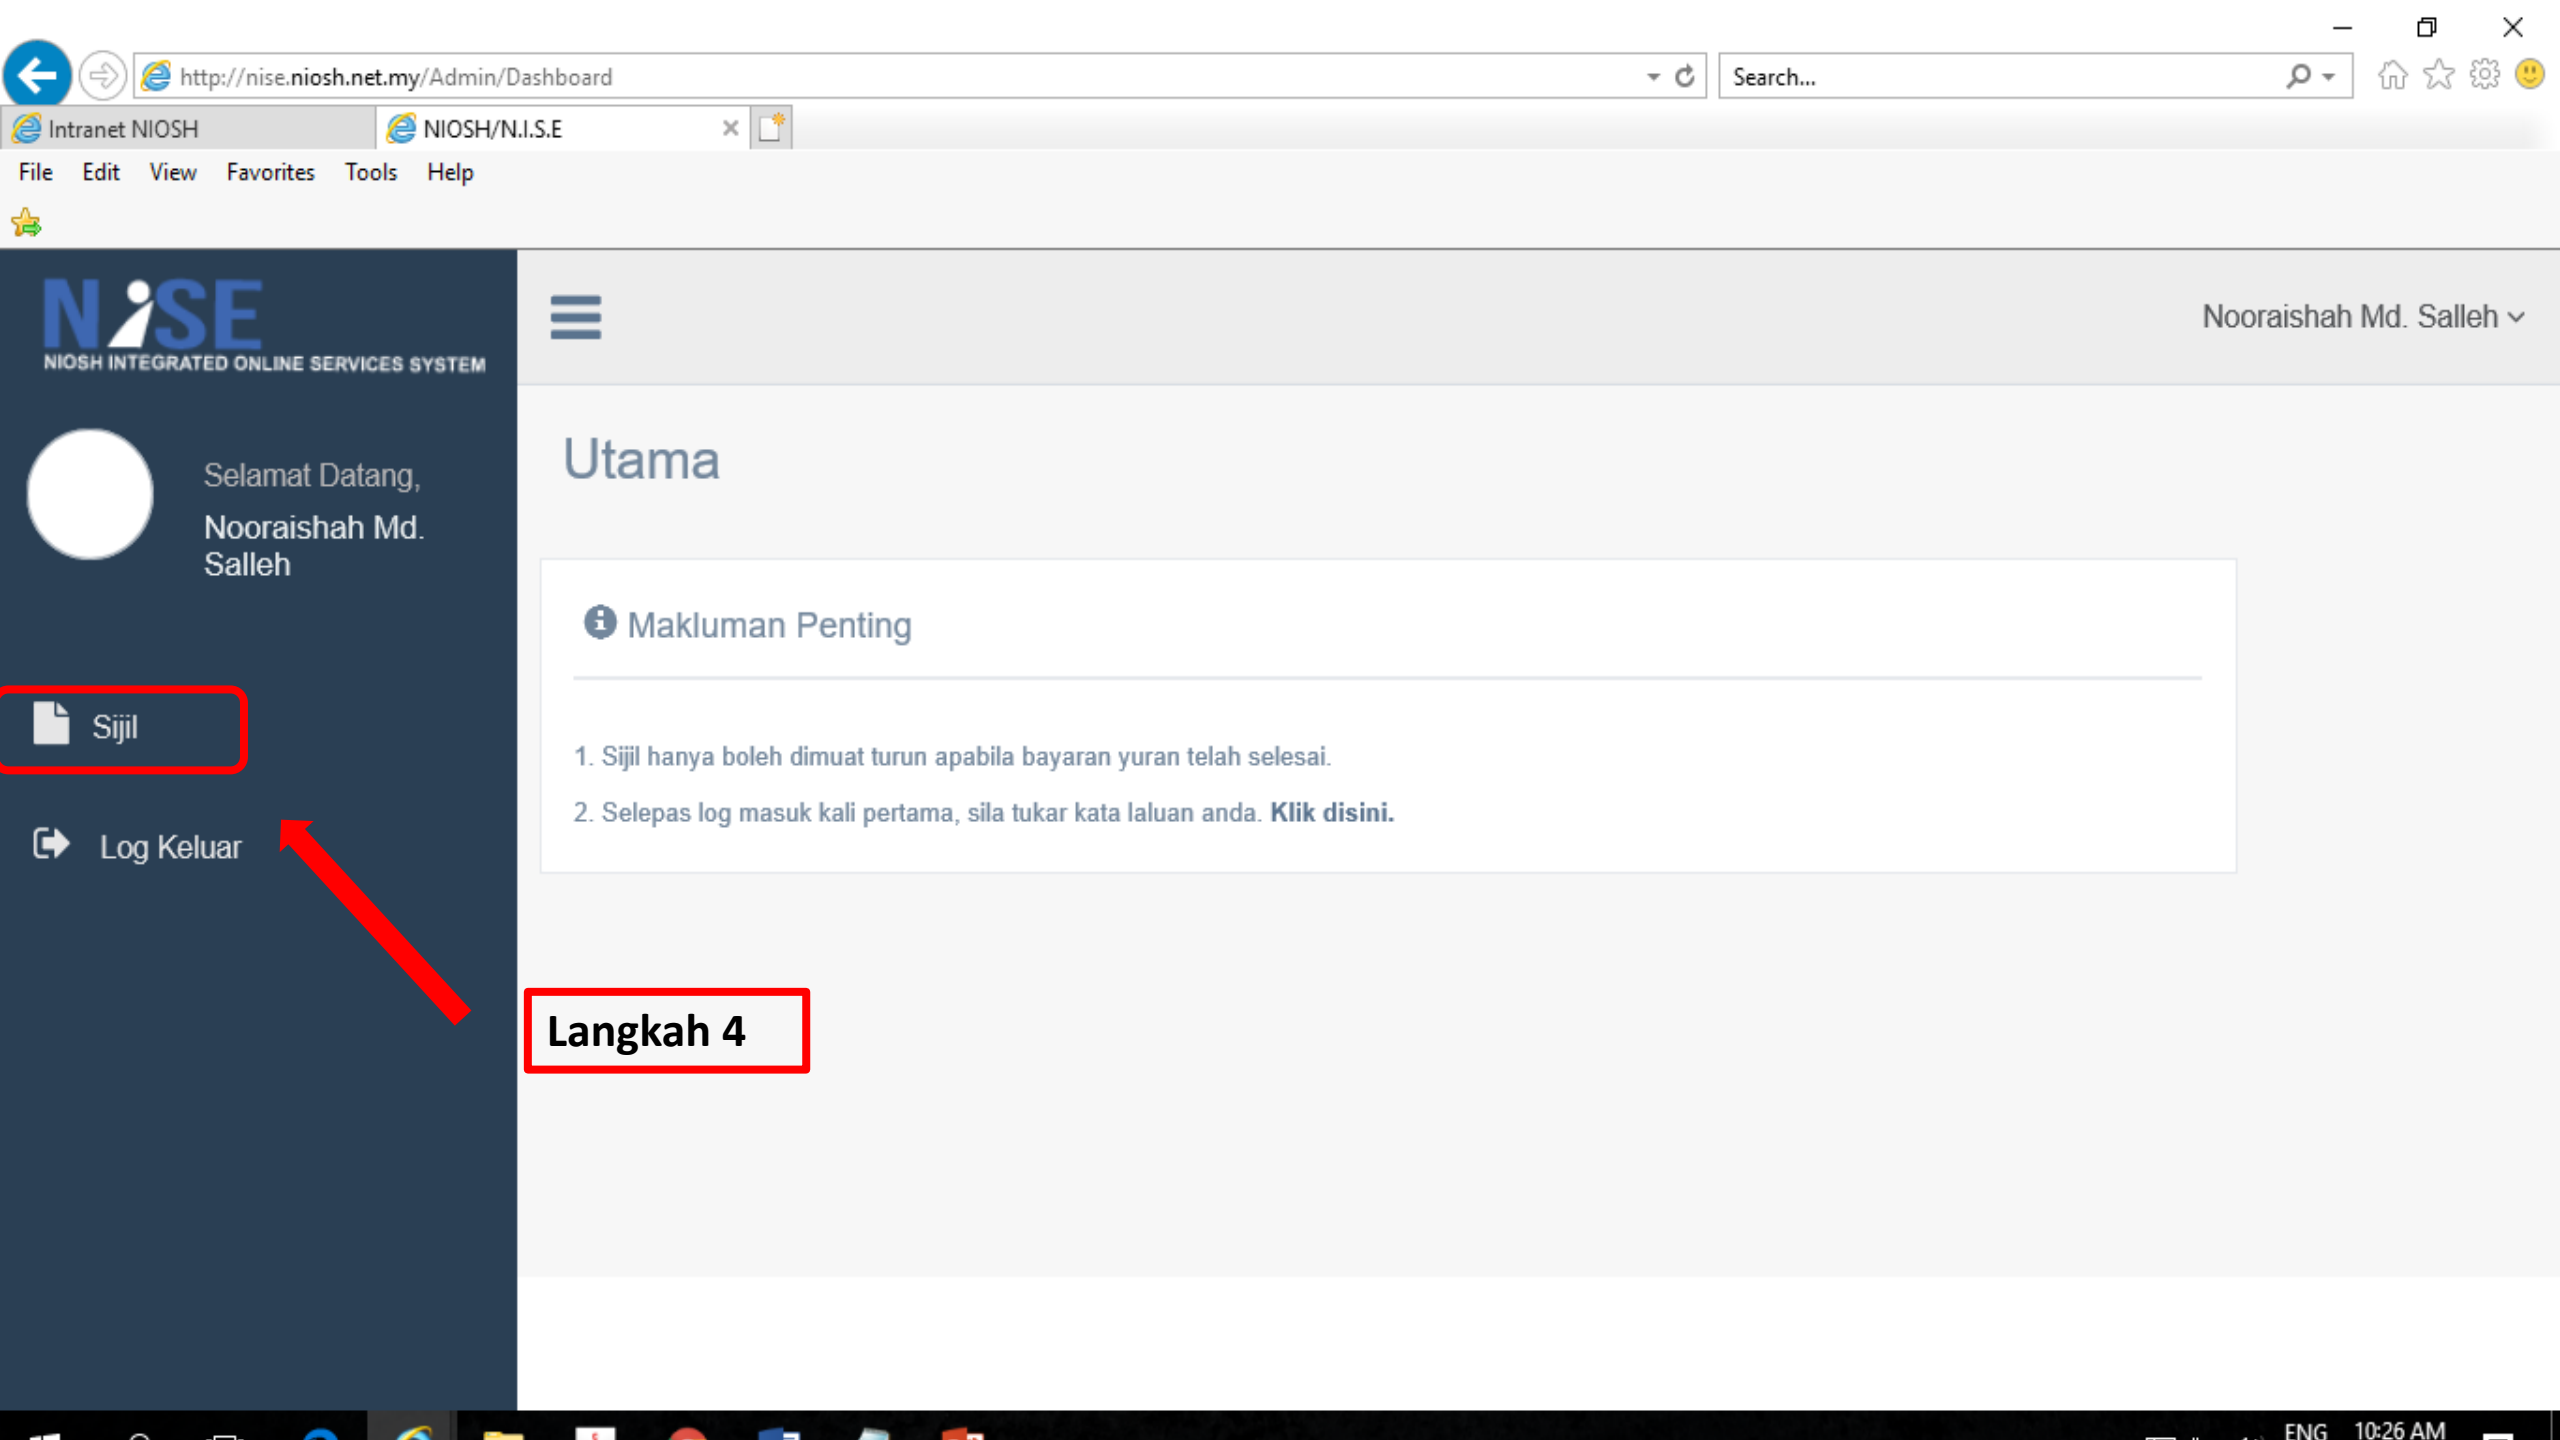 http://nise.niosh.net.my/Admin/Dashboard
Search...
Intranet NIOSH
NIOSH/N.I.S.E
File Edit View Favorites Tools Help
NiSE
NIOSH INTEGRATED ONLINE SERVICES SYSTEM
Nooraishah Md. Salleh
Selamat Datang,
Nooraishah Md.
Salleh
Sijil
Log Keluar
Utama
Makluman Penting
1. Sijil hanya boleh dimuat turun apabila bayaran yuran telah selesai.
2. Selepas log masuk kali pertama, sila tukar kata laluan anda. Klik disini.
Langkah 4
ENG 10:26 AM